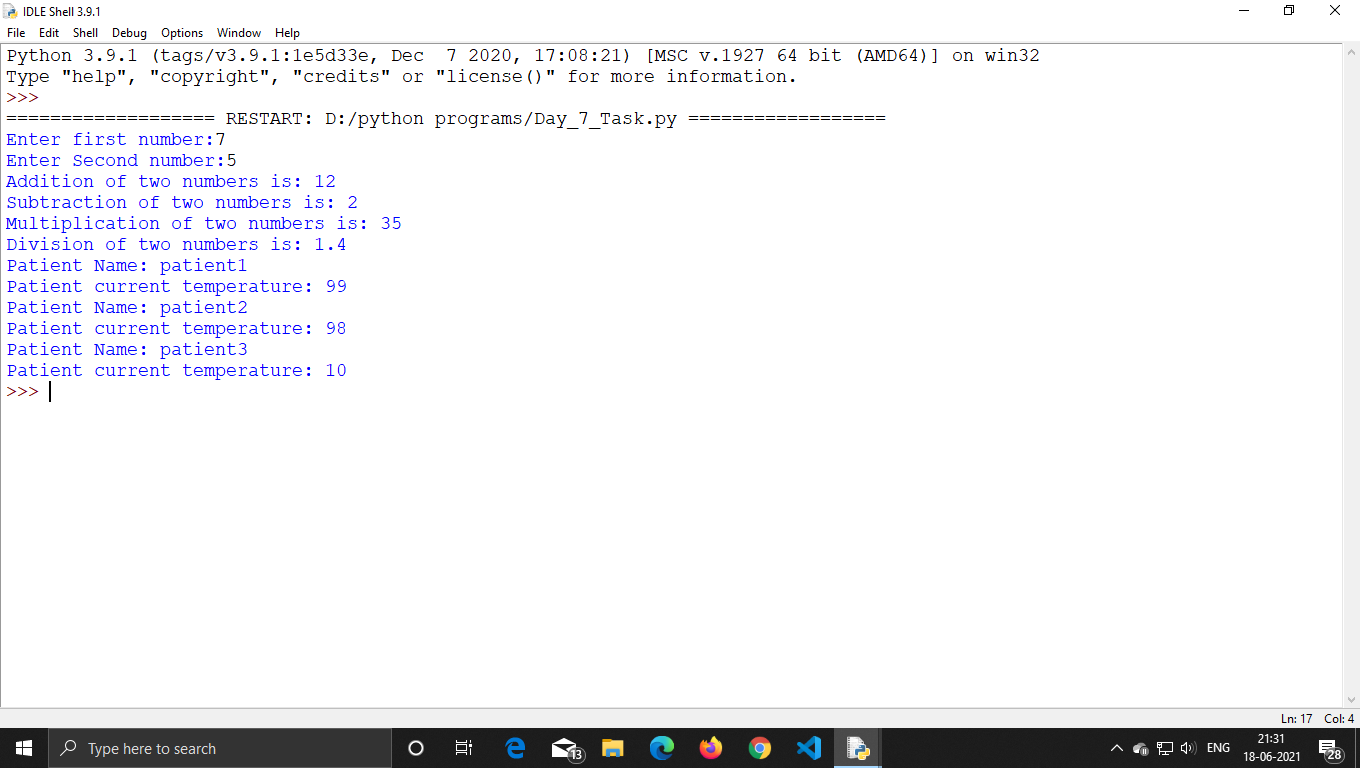 IDLE Shell 3.9.1
File Edit Shell Debug Options Window Help
Python 3.9.1 (tags/v3.9.1:1e5d33e, Dec  7 2020, 17:08:21) [MSC v.1927 64 bit (AMD64)] on win32
Type "help", "copyright", "credits" or "license()" for more information.
>>>
=================== RESTART: D:/python programs/Day_7_Task.py ==================
Enter first number:7
Enter Second number:5
Addition of two numbers is: 12
Subtraction of two numbers is: 2
Multiplication of two numbers is: 35
Division of two numbers is: 1.4
Patient Name: patient1
Patient current temperature: 99
Patient Name: patient2
Patient current temperature: 98
Patient Name: patient3
Patient current temperature: 10
>>>
Ln: 17 Col: 4
Type here to search
13
ENG
21:31
18-06-2021
28